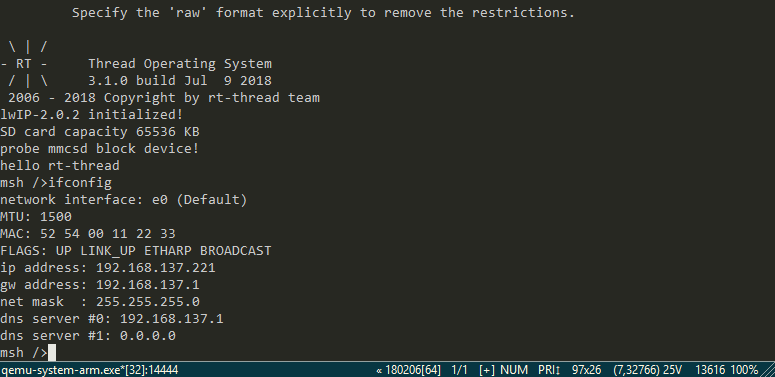 Specify the 'raw' format explicitly to remove the restrictions.
\ | /
- RT -     Thread Operating System
/ | \     3.1.0 build Jul  9 2018
2006 - 2018 Copyright by rt-thread team
lwIP-2.0.2 initialized!
SD card capacity 65536 KB
probe mmcsd block device!
hello rt-thread
msh />ifconfig
network interface: e0 (Default)
MTU: 1500
MAC: 52 54 00 11 22 33
FLAGS: UP LINK_UP ETHARP BROADCAST
ip address: 192.168.137.221
gw address: 192.168.137.1
net mask  : 255.255.255.0
dns server #0: 192.168.137.1
dns server #1: 0.0.0.0
msh />
qemu-system-arm.exe*[32]:14444 « 180206[64] 1/1 [+] NUM PRI↕ 97x26 (7,32766) 25V 13616 100%